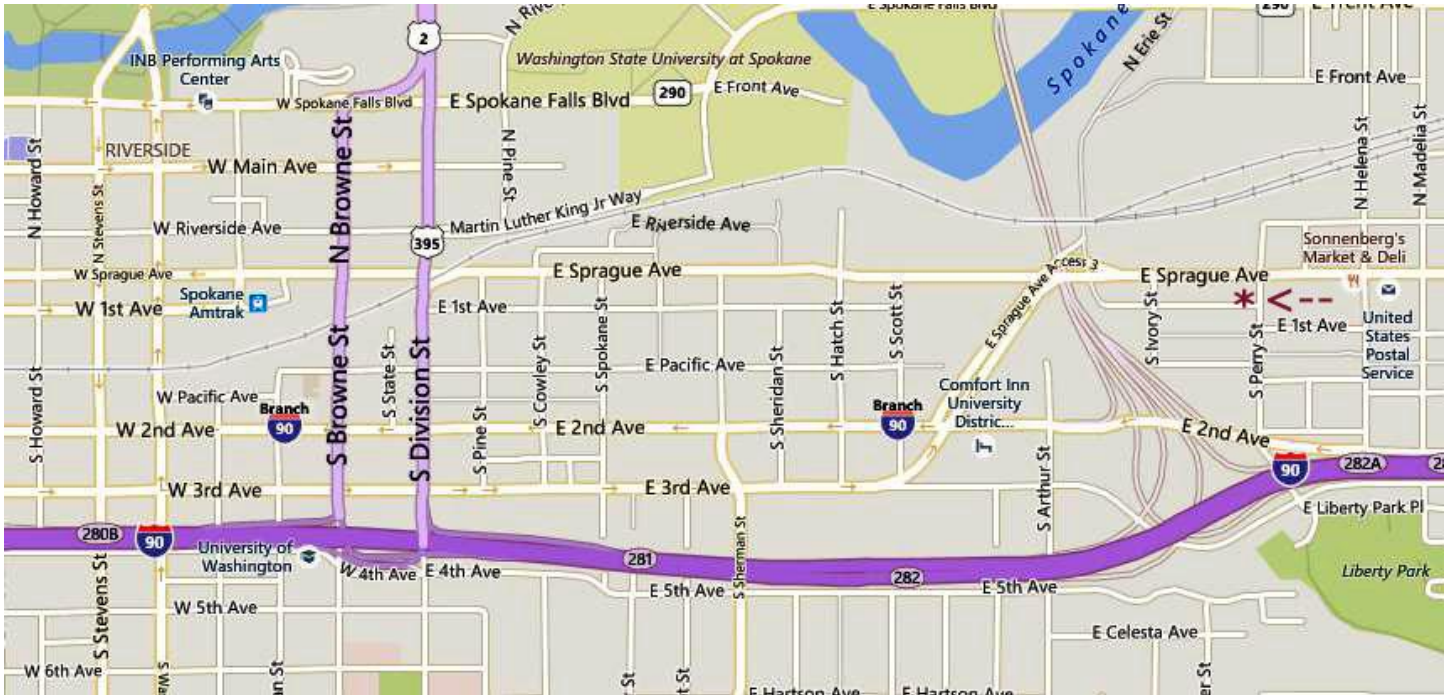 E Spokane Falls Blvd
290
E Trent Ave
2
INB Performing Arts
Center
Washington State University at Spokane
Spokane
N Erie St
W Spokane Falls Blvd
E Spokane Falls Blvd
290
E Front Ave
E Front Ave
RIVERSIDE
W Main Ave
N Howard St
N Stevens St
N Browne St
N Pine St
N Helena St
N Madelia St
W Riverside Ave
395
Martin Luther King Jr Way
E Riverside Ave
Sonnenberg's
Market & Deli
W Sprague Ave
E Sprague Ave
E Sprague Ave Access 3
E Sprague Ave
Spokane
Amtrak
W 1st Ave
E 1st Ave
* <--
E 1st Ave
United
States
Postal
Service
S Howard St
S Browne St
S State St
S Division St
S Pine St
S Cowley St
S Spokane St
S Sheridan St
S Hatch St
S Scott St
S Ivory St
S Perry St
E Pacific Ave
W Pacific Ave
Branch
90
Branch
90
Comfort Inn
University
Distric...
W 2nd Ave
E 2nd Ave
E 2nd Ave
W 3rd Ave
E 3rd Ave
S Arthur St
90
282A
E Liberty Park Pl
280B
90
University of
Washington
W 4th Ave
E 4th Ave
281
S Sherman St
282
E 5th Ave
E 5th Ave
Liberty Park
S Stevens St
W 5th Ave
E Celesta Ave
W 6th Ave
E Hartson Ave
E Hartson Ave